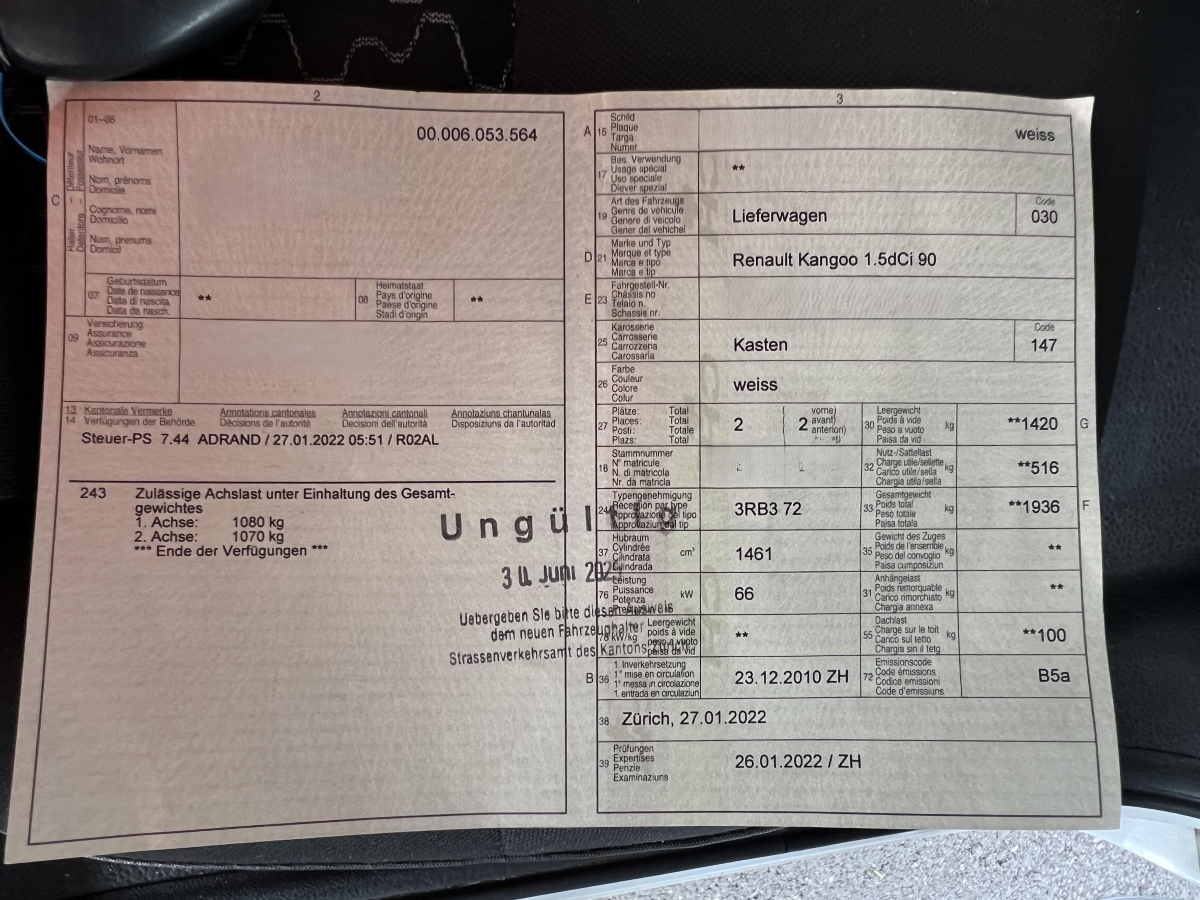 2
01-06
00.006.053.564
Name, Vornamen
Wohnort
Nom, prénoms
Domicile
Cognome, nomi
Domicilio
Num, prenums
Domicil
C
Halter
Détenteur
07
Geburtsdatum
Date de naissance
Data di nascita
Data da nasch.
**
08
Heimatstaat
Pays d'origine
Paese d'origine
Stadi d'origin
**
09
Versicherung
Assurance
Assicurazione
Assicuranza
13 Kantonale Vermerke
14 Verfügungen der Behörde
Annotations cantonales
Décisions de l'autorité
Annotazioni cantonali
Decisioni dell'autorità
Annotaziuns chantunalas
Disposiziuns da l'autoritad
Steuer-PS 7.44 ADRAND / 27.01.2022 05:51 / R02AL
243 Zulässige Achslast unter Einhaltung des Gesamt-
gewichtes
1. Achse: 1080 kg
2. Achse: 1070 kg
*** Ende der Verfügungen ***
Ungültig
30. Juni
Uebergeben Sie bitte diesen Ausweis
dem neuen Fahrzeughalter
Strassenverkehrsamt des Kantons
3
A 15
Schild
Plaque
Targa
Numer
weiss
17
Bes. Verwendung
Usage spécial
Uso speciale
Diever spezial
**
19
Art des Fahrzeugs
Genre de véhicule
Genere di veicolo
Gener dal vehichel
Lieferwagen
Code
030
D 21
Marke und Typ
Marque et type
Marca e tipo
Marca e tip
Renault Kangoo 1.5dCi 90
E 23
Fahrgestell-Nr.
Châssis no
Telaio n.
Schassis nr.
25
Karosserie
Carrosserie
Carrozzeria
Carossaria
Kasten
Code
147
26
Farbe
Couleur
Colore
Colur
weiss
27
Plätze: Total
Places: Total
Posti: Totale
Plazs: Total
2
( vorne)
2 avant)
anteriori)
30
Leergewicht
Poids à vide
Peso a vuoto
Paisa da vid
kg
**1420
G
18
Stammnummer
N° matricule
N. di matricola
Nr. da matricla
32
Nutz-/Sattellast
Charge utile/sellette
Carico utile/sella
Chargia utila/sella
kg
**516
24
Typengenehmigung
Réception par type
Approvazione del tipo
Approvaziun dal tip
3RB3 72
33
Gesamtgewicht
Poids total
Peso totale
Paisa totala
kg
**1936
F
37
Hubraum
Cylindrée
Cilindrata
Cilindrada
cm³
1461
35
Gewicht des Zuges
Poids de l'ensemble
Peso del convoglio
Paisa cumposiziun
kg
**
76
Leistung
Puissance
Potenza
kW
66
31
Anhängelast
Poids remorquable
Carico rimorchiato
Chargia annexa
kg
**
78 kW/kg
Leergewicht
poids à vide
peso a vuoto
paisa da vid
**
55
Dachlast
Charge sur le toit
Carico sul tetto
Chargia sin il tetg
kg
**100
B 36
1. Inverkehrsetzung
1re mise en circulation
1a messa in circolazione
1. entrada en circulaziun
23.12.2010 ZH
72
Emissionscode
Code émissions
Codice emissioni
Code d'emissiuns
B5a
38 Zürich, 27.01.2022
39
Prüfungen
Expertises
Perizie
Examinaziuns
26.01.2022 / ZH